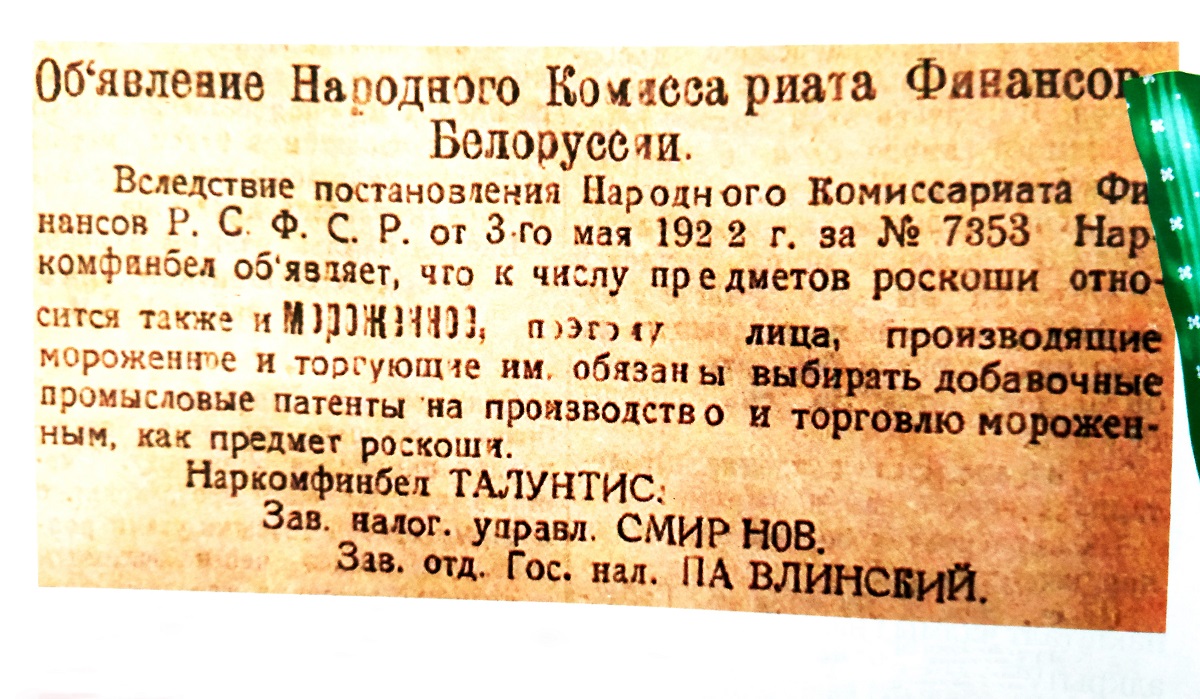 Об‘явление Народного Комиссариата Финансов
Белоруссии.
Вследствие постановления Народного Комиссариата Фи
нансов Р. С. Ф. С. Р. от 3-го мая 1922 г. за № 7353 Нар-
комфинбел об‘являет, что к числу предметов роскоши отно-
сится также и МОРОЖЕННОЕ, поэтому лица, производящие
мороженное и торгующие им, обязаны выбирать добавочные
промысловые патенты на производство и торговлю морожен-
ным, как предмет роскоши.
Наркомфинбел ТАЛУНТИС.
Зав. налог. управл. СМИРНОВ.
Зав. отд. Гос. нал. ПАВЛИНСКИЙ.